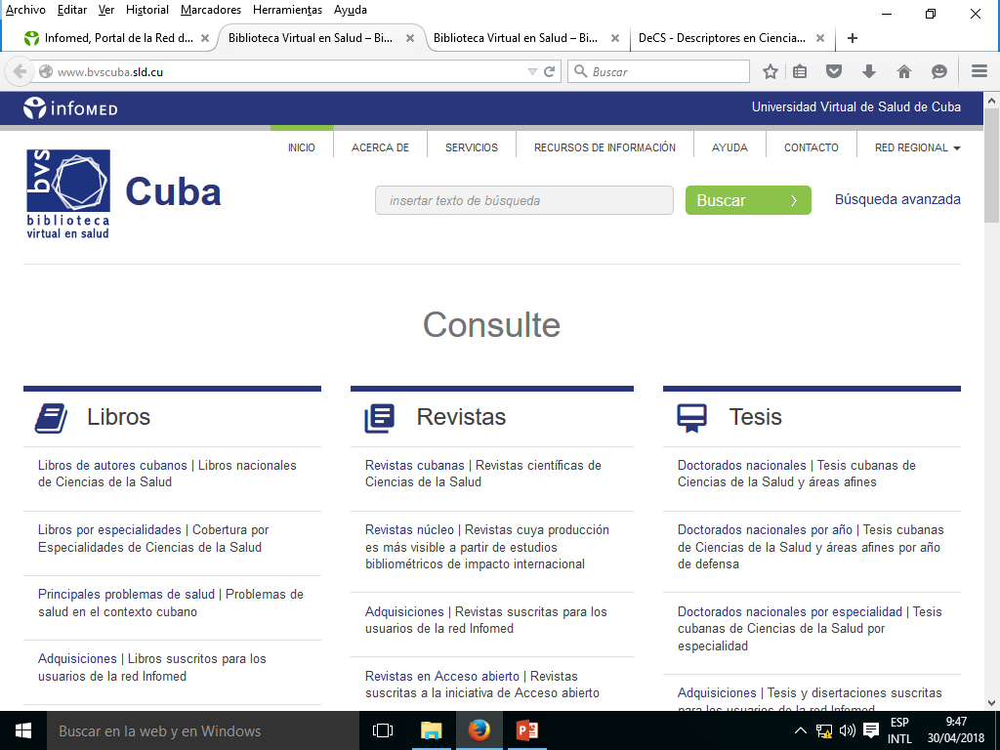 Archivo Editar Ver Historial Marcadores Herramientas Ayuda
Infomed, Portal de la Red d...
Biblioteca Virtual en Salud – Bi...
Biblioteca Virtual en Salud – Bi...
DeCS - Descriptores en Ciencia...
www.bvscuba.sld.cu
Buscar
infoMED
Universidad Virtual de Salud de Cuba
INICIO
ACERCA DE
SERVICIOS
RECURSOS DE INFORMACIÓN
AYUDA
CONTACTO
RED REGIONAL
bvs
biblioteca
virtual en salud
Cuba
insertar texto de búsqueda
Buscar
Búsqueda avanzada
Consulte
Libros
Libros de autores cubanos | Libros nacionales
de Ciencias de la Salud
Libros por especialidades | Cobertura por
Especialidades de Ciencias de la Salud
Principales problemas de salud | Problemas de
salud en el contexto cubano
Adquisiciones | Libros suscritos para los
usuarios de la red Infomed
Revistas
Revistas cubanas | Revistas científicas de
Ciencias de la Salud
Revistas núcleo | Revistas cuya producción
es más visible a partir de estudios
bibliométricos de impacto internacional
Adquisiciones | Revistas suscritas para los
usuarios de la red Infomed
Revistas en Acceso abierto | Revistas
suscritas a la iniciativa de Acceso abierto
Tesis
Doctorados nacionales | Tesis cubanas de
Ciencias de la Salud y áreas afines
Doctorados nacionales por año | Tesis cubanas
de Ciencias de la Salud y áreas afines por año
de defensa
Doctorados nacionales por especialidad | Tesis
cubanas de Ciencias de la Salud por
especialidad
Adquisiciones | Tesis y disertaciones suscritas
para los usuarios de la red Infomed
Buscar en la web y en Windows
ESP
INTL
9:47
30/04/2018